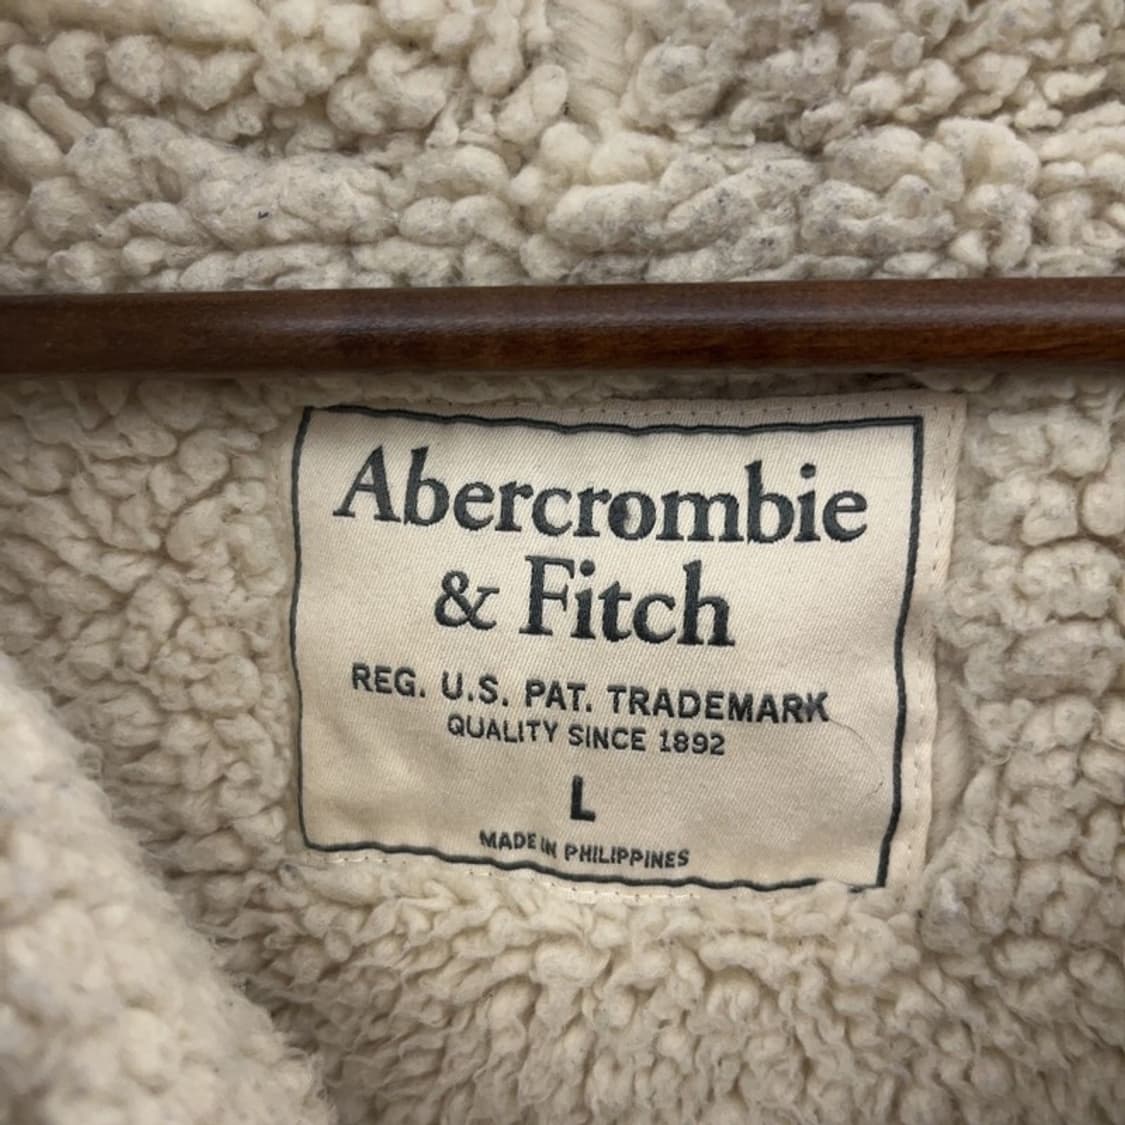 Abercrombie
& Fitch
REG. U.S. PAT. TRADEMARK
QUALITY SINCE 1892
L
MADE IN PHILIPPINES